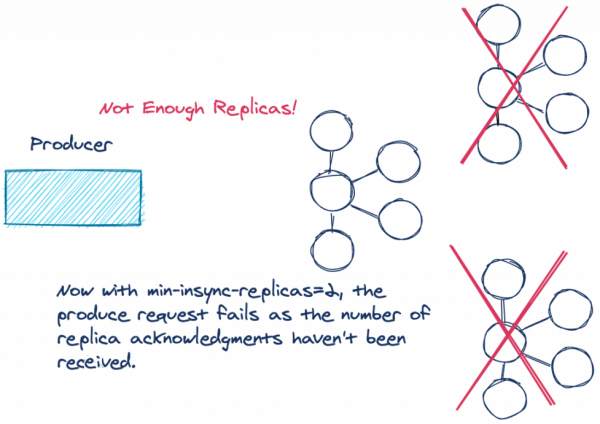 Not Enough Replicas!
Producer
Now with min-insync-replicas=2, the
produce request fails as the number of
replica acknowledgments haven't been
received.